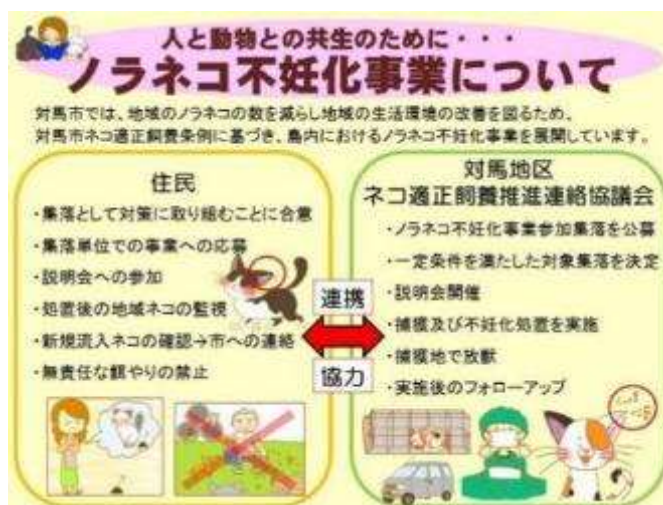 人と動物との共生のために・・・
ノラネコ不妊化事業について
対馬市では、地域のノラネコの数を減らし地域の生活環境の改善を図るため、
対馬市ネコ適正飼養条例に基づき、島内におけるノラネコ不妊化事業を展開しています。
住民
・集落として対策に取り組むことに合意
・集落単位での事業への応募
・説明会への参加
・処置後の地域ネコの監視
・新規流入ネコの確認→市への連絡
・無責任な餌やりの禁止
連携
協力
対馬地区
ネコ適正飼養推進連絡協議会
・ノラネコ不妊化事業参加集落を公募
・一定条件を満たした対象集落を決定
・説明会開催
・捕獲及び不妊化処置を実施
・捕獲地で放獣
・実施後のフォローアップ